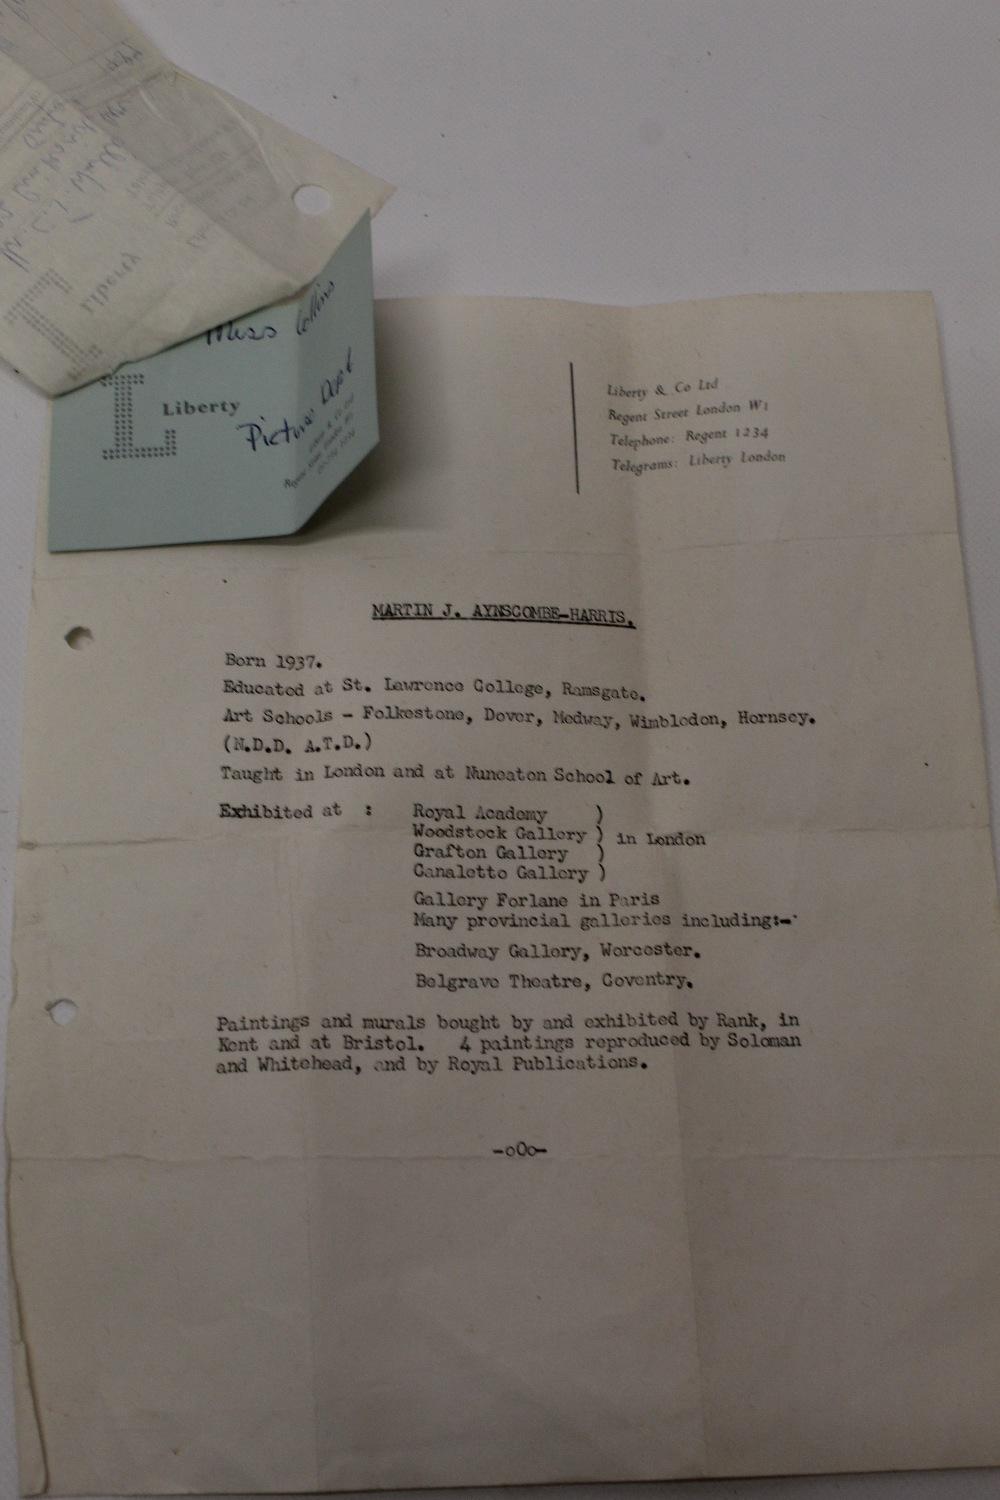 Liberty
Miss Collins
Liberty
Picture Dept
Liberty & Co Ltd
Regent Street London W1
Telephone: Regent 1234
Telegrams: Liberty London
MARTIN J. AYNSCOMBE-HARRIS.
Born 1937.
Educated at St. Lawrence College, Ramsgate.
Art Schools - Folkestone, Dover, Medway, Wimbledon, Hornsey.
(N.D.D. A.T.D.)
Taught in London and at Nuneaton School of Art.
Exhibited at : Royal Academy )
Woodstock Gallery ) in London
Grafton Gallery )
Canaletto Gallery )
Gallery Forlane in Paris
Many provincial galleries including:-
Broadway Gallery, Worcester.
Belgrave Theatre, Coventry.
Paintings and murals bought by and exhibited by Rank, in
Kent and at Bristol. 4 paintings reproduced by Soloman
and Whitehead, and by Royal Publications.
-oOo-